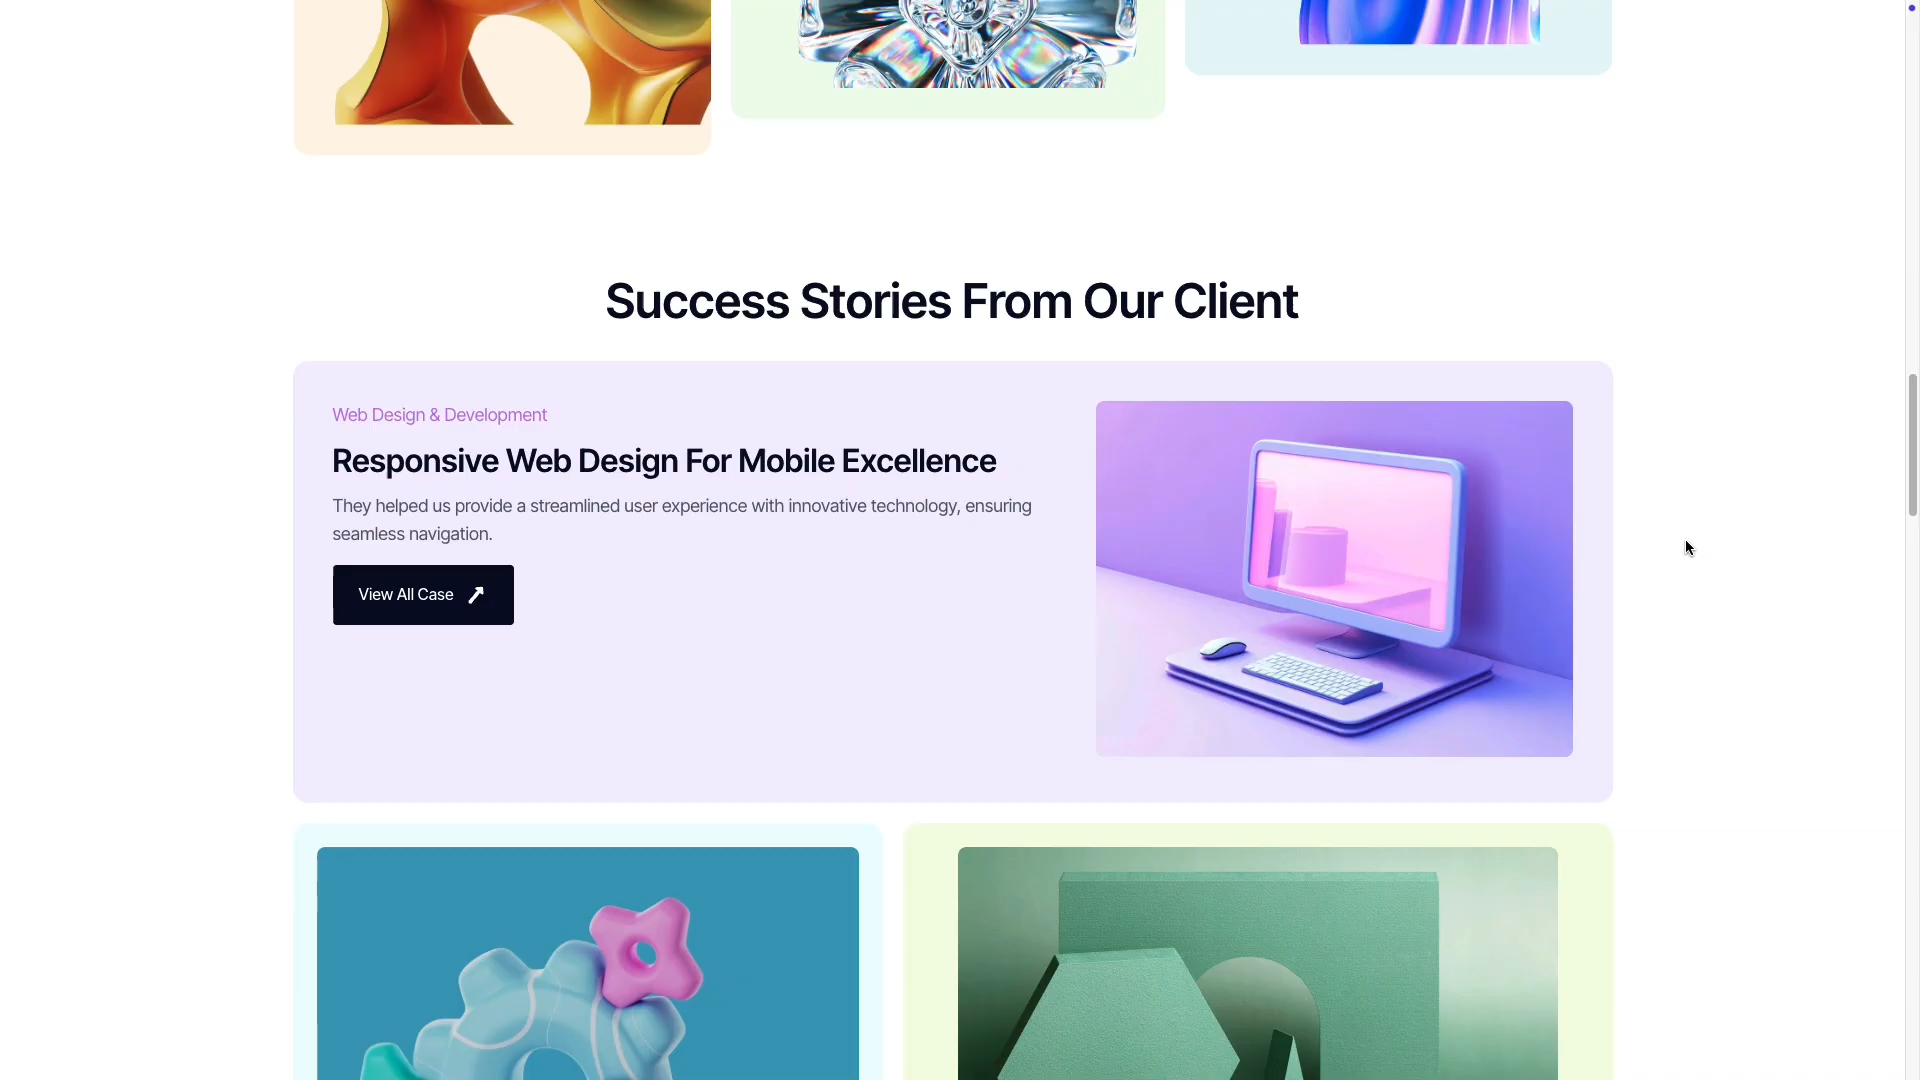 Success Stories From Our Client
Web Design & Development
Responsive Web Design For Mobile Excellence
They helped us provide a streamlined user experience with innovative technology, ensuring
seamless navigation.
View All Case